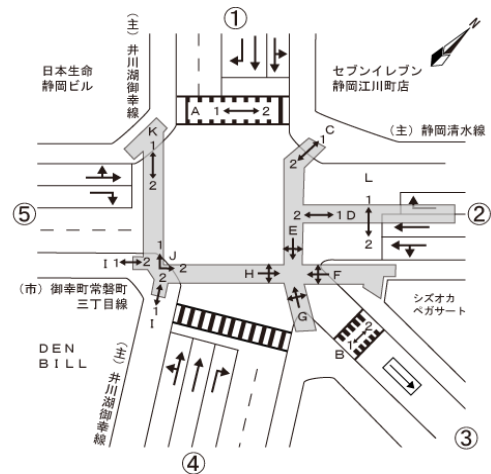 ①
(主)井川湖御幸線
日本生命
静岡ビル
セブンイレブン
静岡江川町店
A 1 2
K
1
2
C
1
2
(主)静岡清水線
L
1
2 1 D
2
②
⑤
E
I 1 2
J
1
2
2
1
I
H
F
G
(市)御幸町常磐町
三丁目線
シズオカ
ペガサート
B
1 2
DEN
BILL
(主)井川湖御幸線
③
④